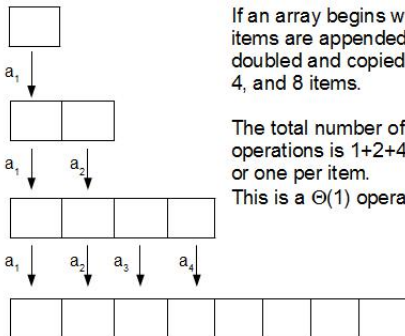 If an array begins w
items are appended
doubled and copied
4, and 8 items.
The total number of
operations is 1+2+4
or one per item.
This is a Θ(1) opera
a₁
a₁ a₂
a₁ a₂ a₃ a₄